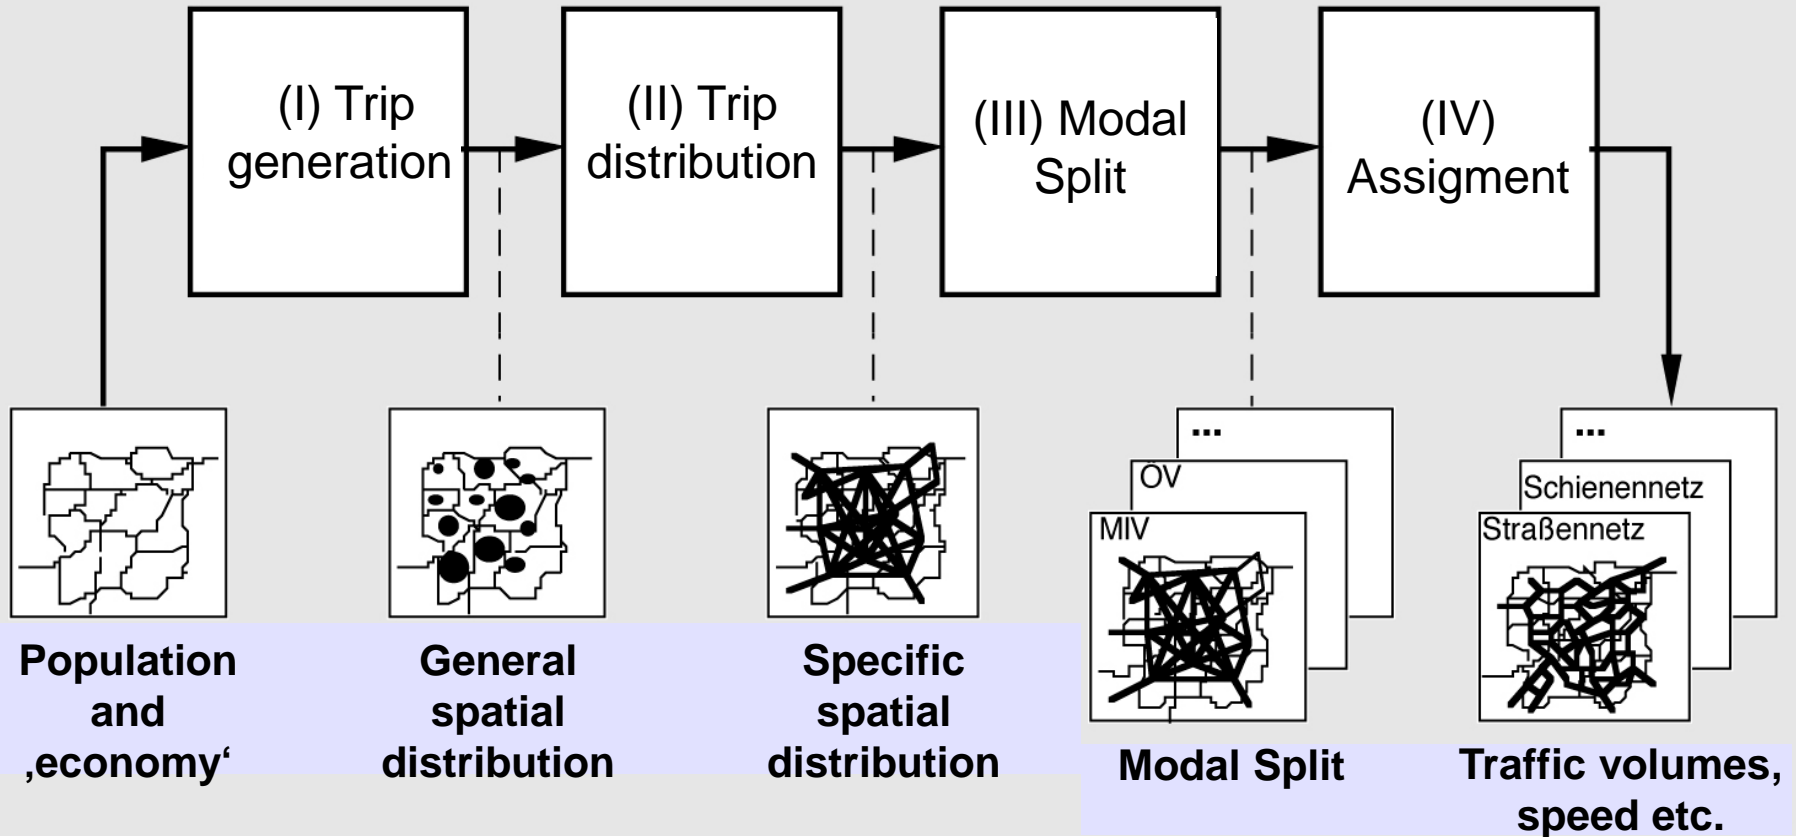 (I) Trip
generation
(II) Trip
distribution
(III) Modal
Split
(IV)
Assigment
...
ÖV
MIV
...
Schienennetz
Straßennetz
Population
and
‚economy‘
General
spatial
distribution
Specific
spatial
distribution
Modal Split
Traffic volumes,
speed etc.